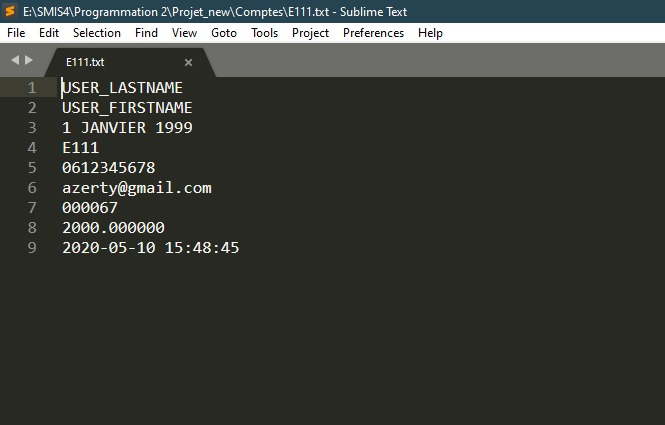 E:\SMIS4\Programmation 2\Projet_new\Comptes\E111.txt - Sublime Text
File Edit Selection Find View Goto Tools Project Preferences Help
E111.txt ×
1 USER_LASTNAME
2 USER_FIRSTNAME
3 1 JANVIER 1999
4 E111
5 0612345678
6 azerty@gmail.com
7 000067
8 2000.000000
9 2020-05-10 15:48:45